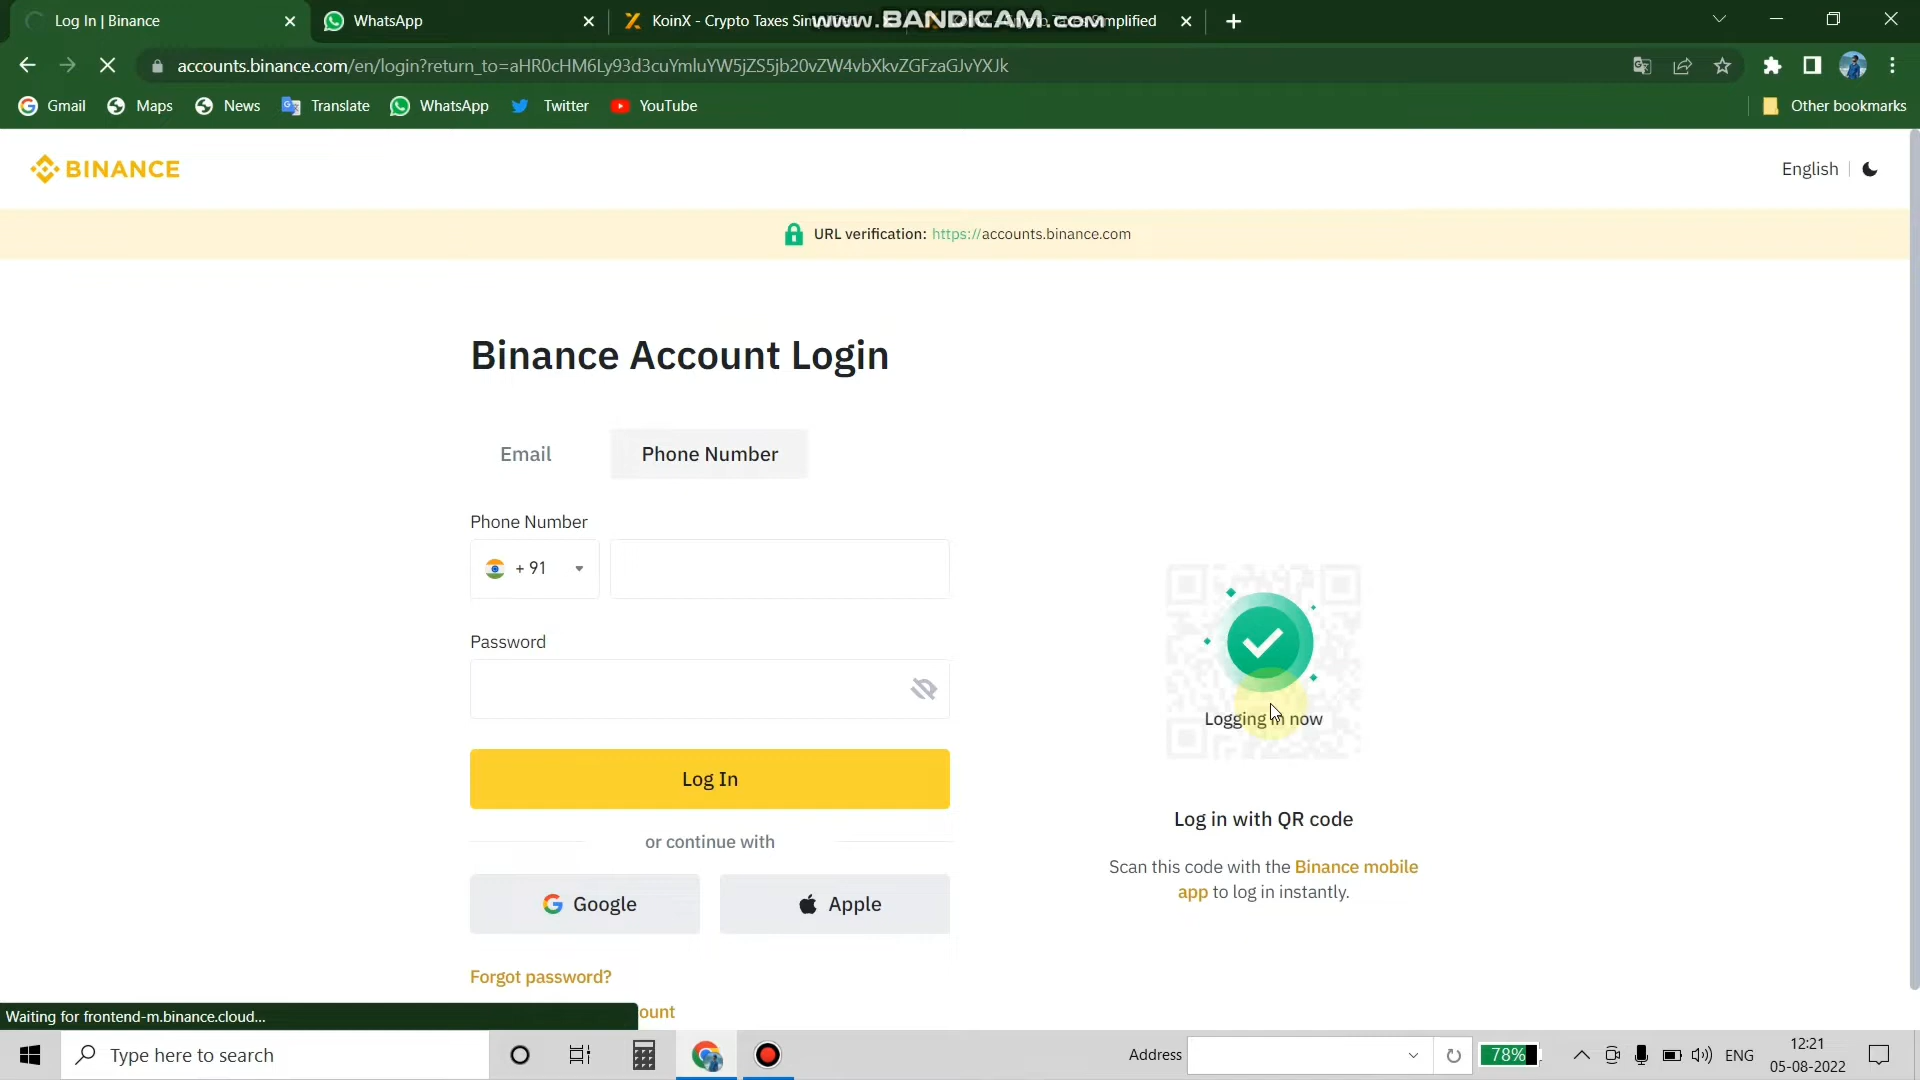 Log In | Binance
WhatsApp
KoinX - Crypto Taxes Sim
www.BANDICAM.com
Simplified
accounts.binance.com/en/login?return_to=aHR0cHM6Ly93d3cuYmluYW5jZS5jb20vZW4vbXkvZGFzaGJvYXJk
Gmail
Maps
News
Translate
WhatsApp
Twitter
YouTube
Other bookmarks
BINANCE
English
URL verification: https://accounts.binance.com
Binance Account Login
Email
Phone Number
Phone Number
+ 91
Password
Logging in now
Log In
Log in with QR code
or continue with
Scan this code with the Binance mobile
app to log in instantly.
Google
Apple
Forgot password?
ount
Waiting for frontend-m.binance.cloud...
Type here to search
Address
78%
ENG
12:21
05-08-2022